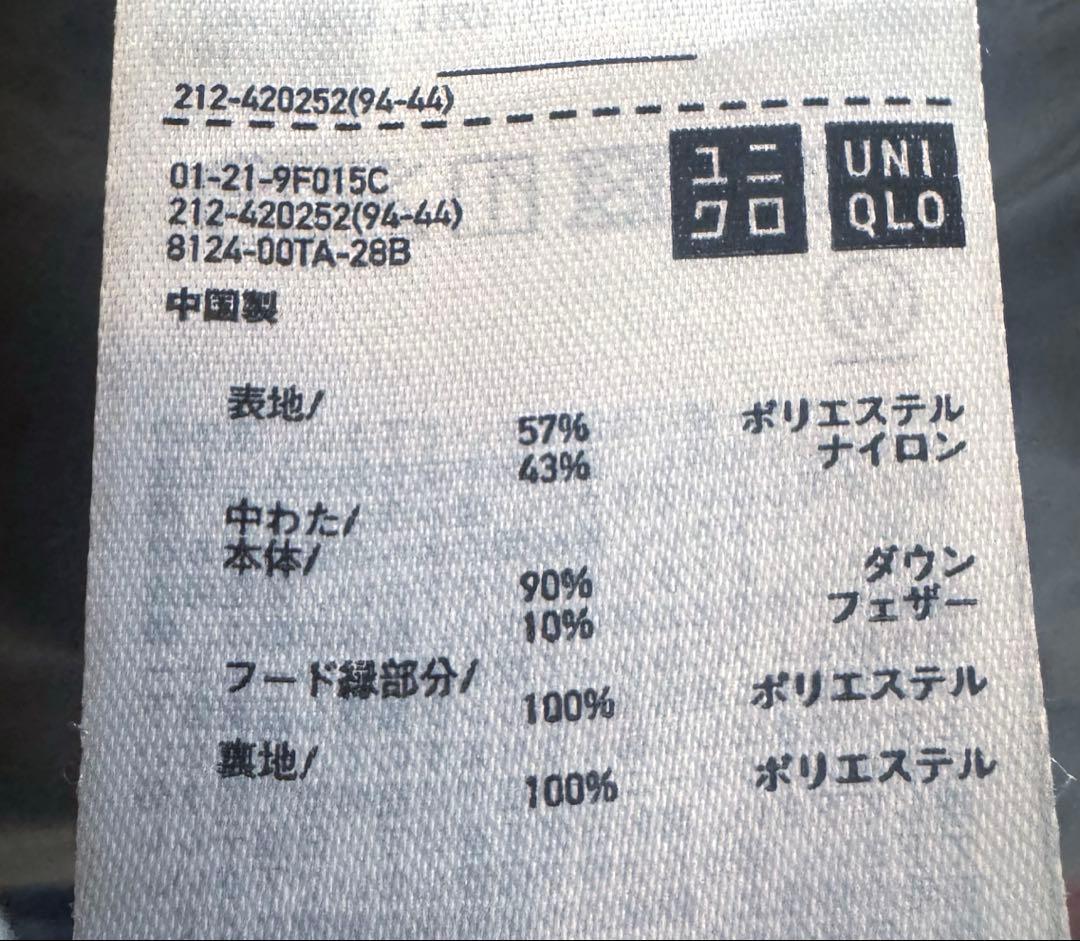 212-420252(94-44)
01-21-9F015C
212-420252(94-44)
8124-00TA-28B
ユニ
クロ
UNI
QLO
中国製
表地/
57% ポリエステル
43% ナイロン
中わた/
本体/
90% ダウン
10% フェザー
フード縁部分/
100% ポリエステル
裏地/
100% ポリエステル